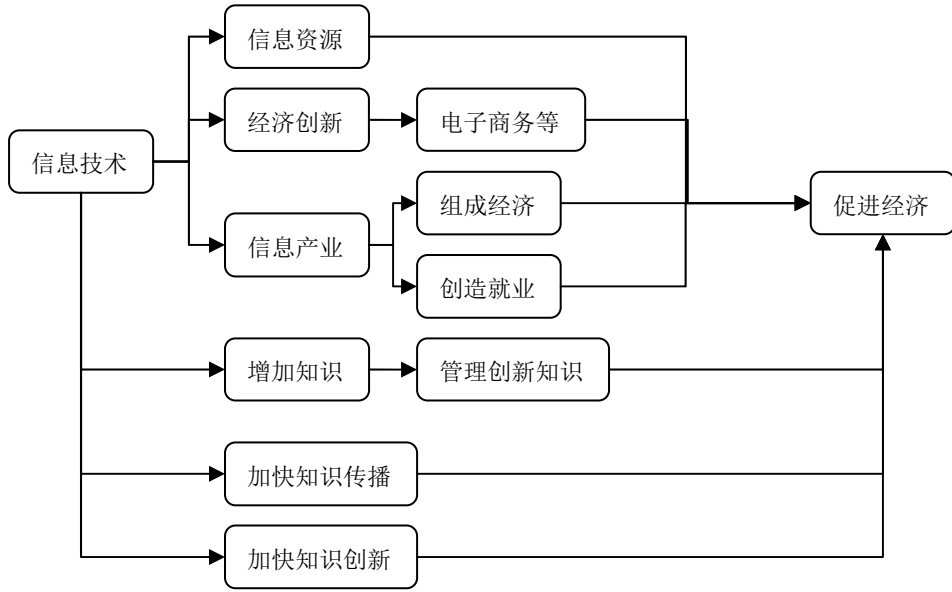 信息资源
经济创新
电子商务等
信息技术
组成经济
促进经济
信息产业
创造就业
增加知识
管理创新知识
加快知识传播
加快知识创新